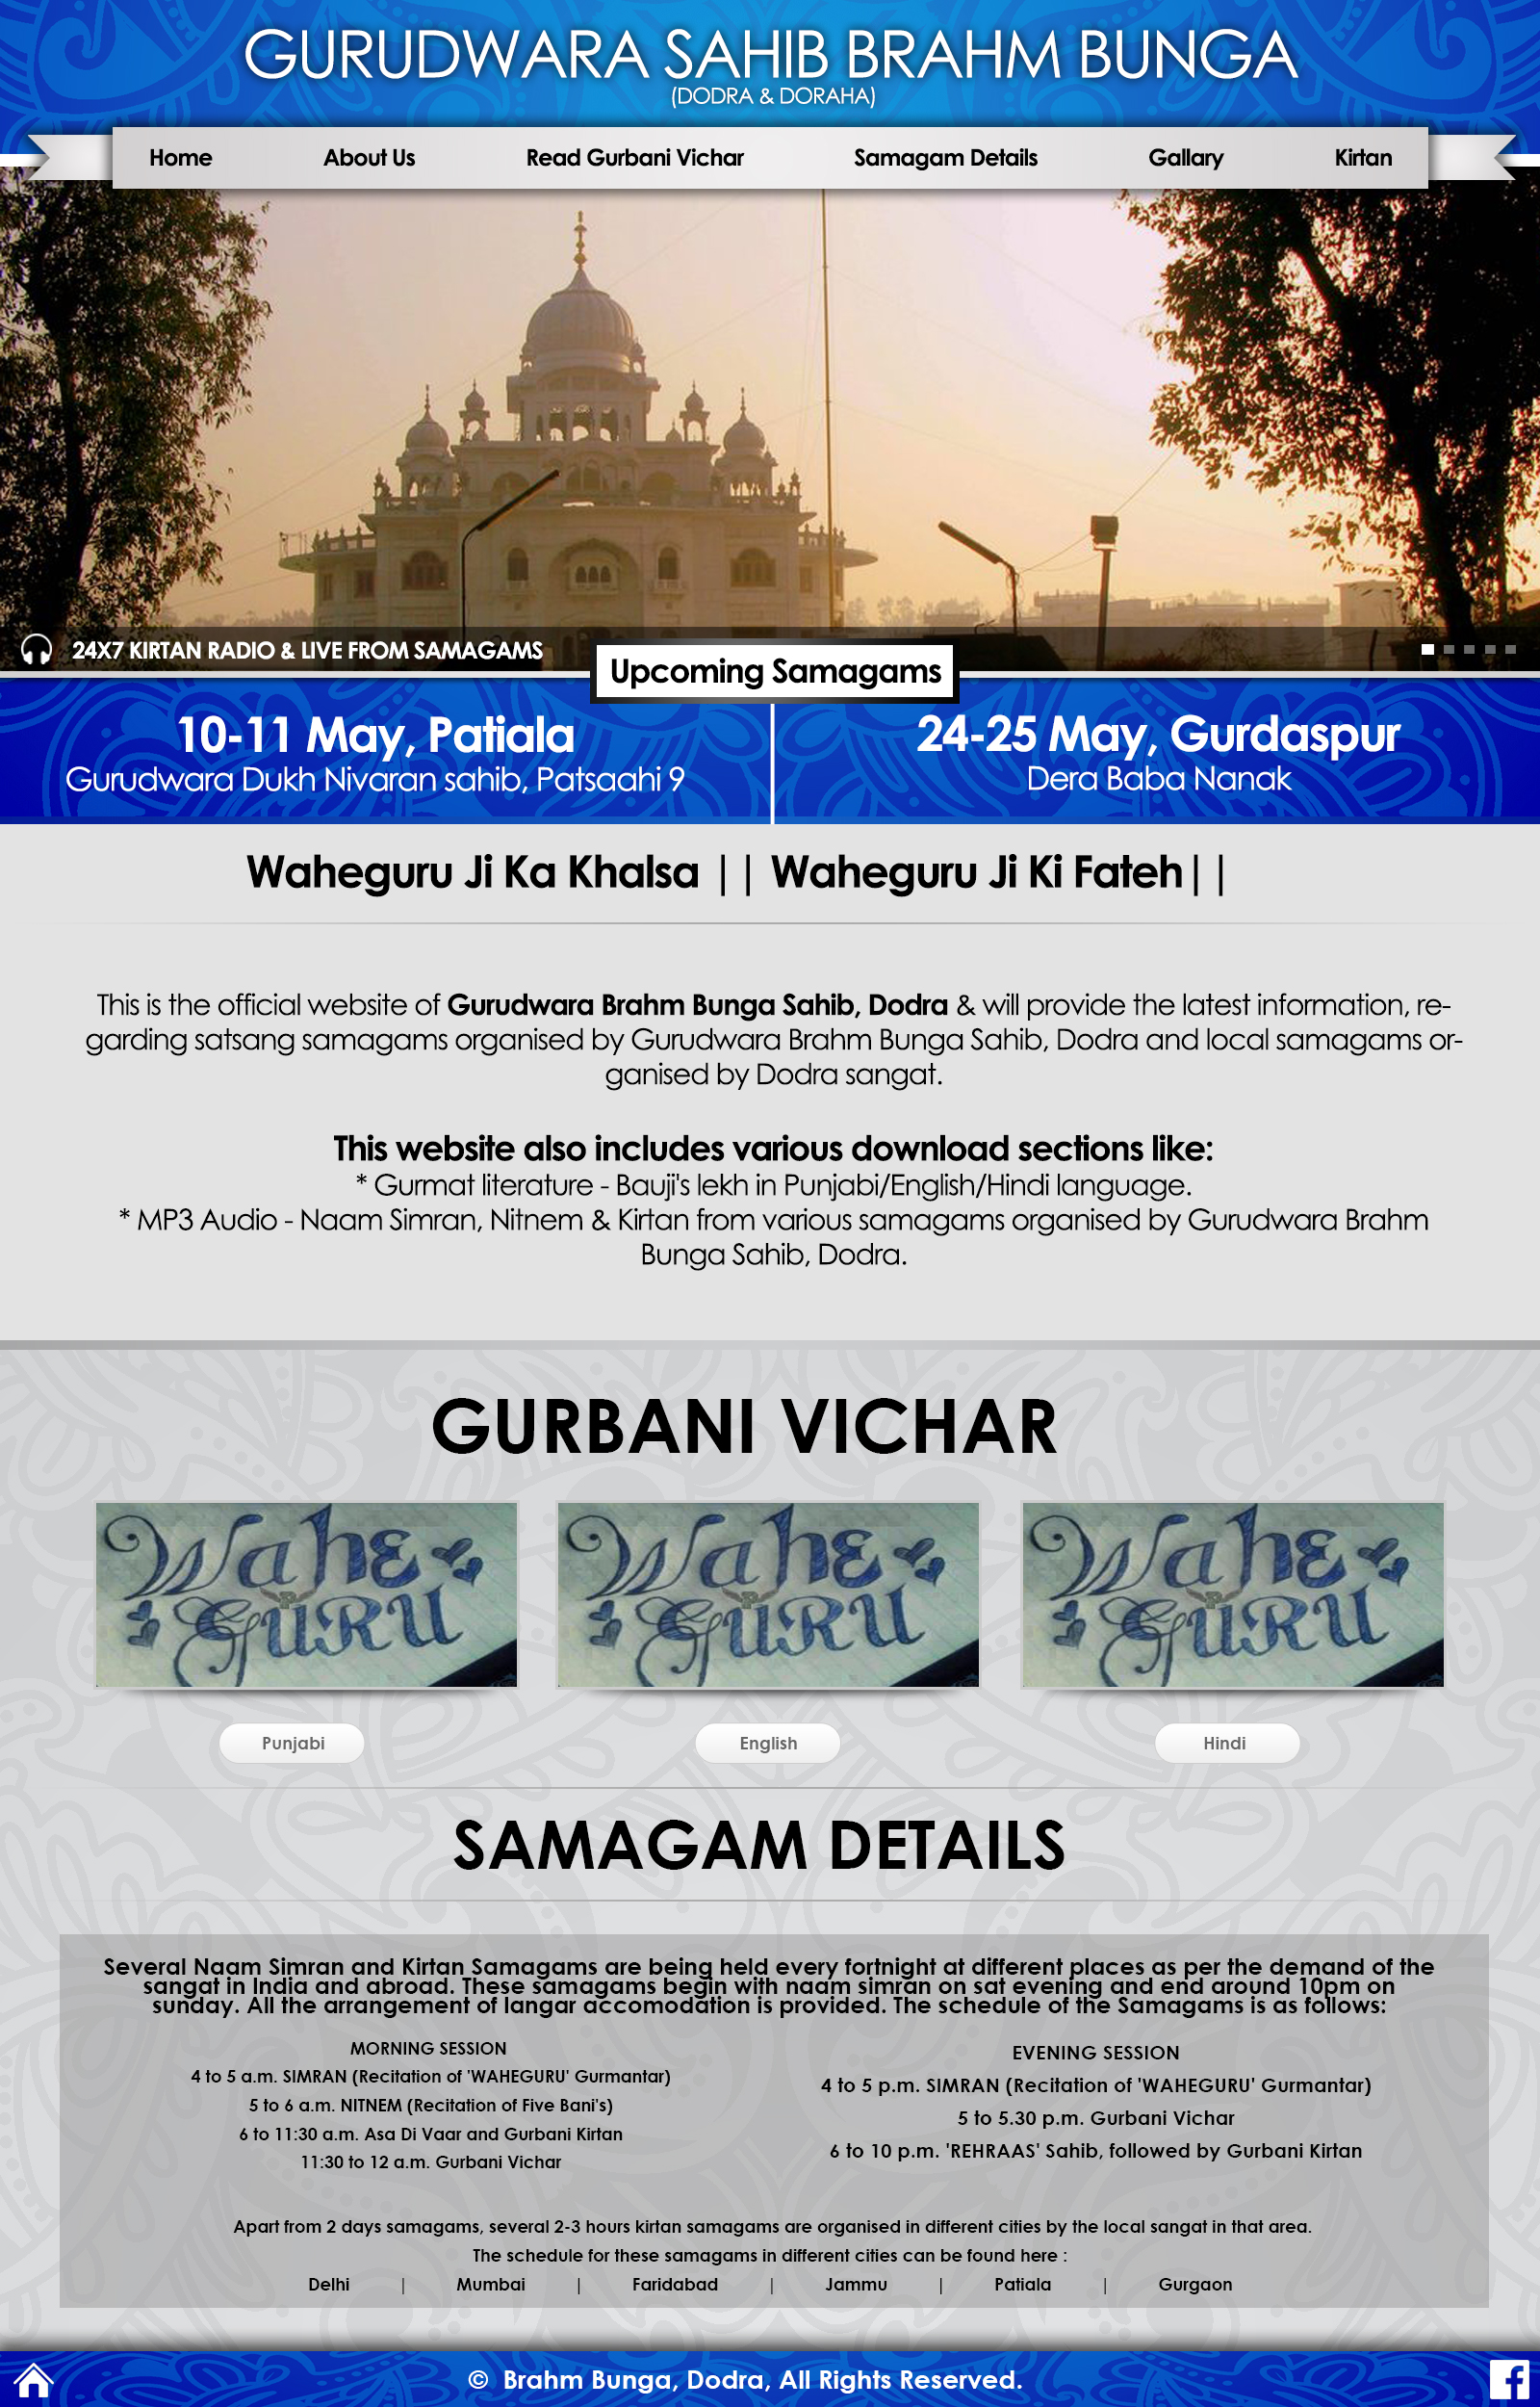 GURUDWARA SAHIB BRAHM BUNGA
(DODRA & DORAHA)
Home About Us Read Gurbani Vichar Samagam Details Gallary Kirtan
24X7 KIRTAN RADIO & LIVE FROM SAMAGAMS
Upcoming Samagams
10-11 May, Patiala
Gurudwara Dukh Nivaran sahib, Patsaahi 9
24-25 May, Gurdaspur
Dera Baba Nanak
Waheguru Ji Ka Khalsa || Waheguru Ji Ki Fateh||
This is the official website of Gurudwara Brahm Bunga Sahib, Dodra & will provide the latest information, re-
garding satsang samagams organised by Gurudwara Brahm Bunga Sahib, Dodra and local samagams or-
ganised by Dodra sangat.
This website also includes various download sections like:
* Gurmat literature - Bauji's lekh in Punjabi/English/Hindi language.
* MP3 Audio - Naam Simran, Nitnem & Kirtan from various samagams organised by Gurudwara Brahm
Bunga Sahib, Dodra.
GURBANI VICHAR
Wahe
Guru
P
Wahe
Guru
P
Wahe
Guru
P
Punjabi
English
Hindi
SAMAGAM DETAILS
Several Naam Simran and Kirtan Samagams are being held every fortnight at different places as per the demand of the
sangat in India and abroad. These samagams begin with naam simran on sat evening and end around 10pm on
sunday. All the arrangement of langar accomodation is provided. The schedule of the Samagams is as follows:
MORNING SESSION
4 to 5 a.m. SIMRAN (Recitation of 'WAHEGURU' Gurmantar)
5 to 6 a.m. NITNEM (Recitation of Five Bani's)
6 to 11:30 a.m. Asa Di Vaar and Gurbani Kirtan
11:30 to 12 a.m. Gurbani Vichar
EVENING SESSION
4 to 5 p.m. SIMRAN (Recitation of 'WAHEGURU' Gurmantar)
5 to 5.30 p.m. Gurbani Vichar
6 to 10 p.m. 'REHRAAS' Sahib, followed by Gurbani Kirtan
Apart from 2 days samagams, several 2-3 hours kirtan samagams are organised in different cities by the local sangat in that area.
The schedule for these samagams in different cities can be found here :
Delhi | Mumbai | Faridabad | Jammu | Patiala | Gurgaon
© Brahm Bunga, Dodra, All Rights Reserved.